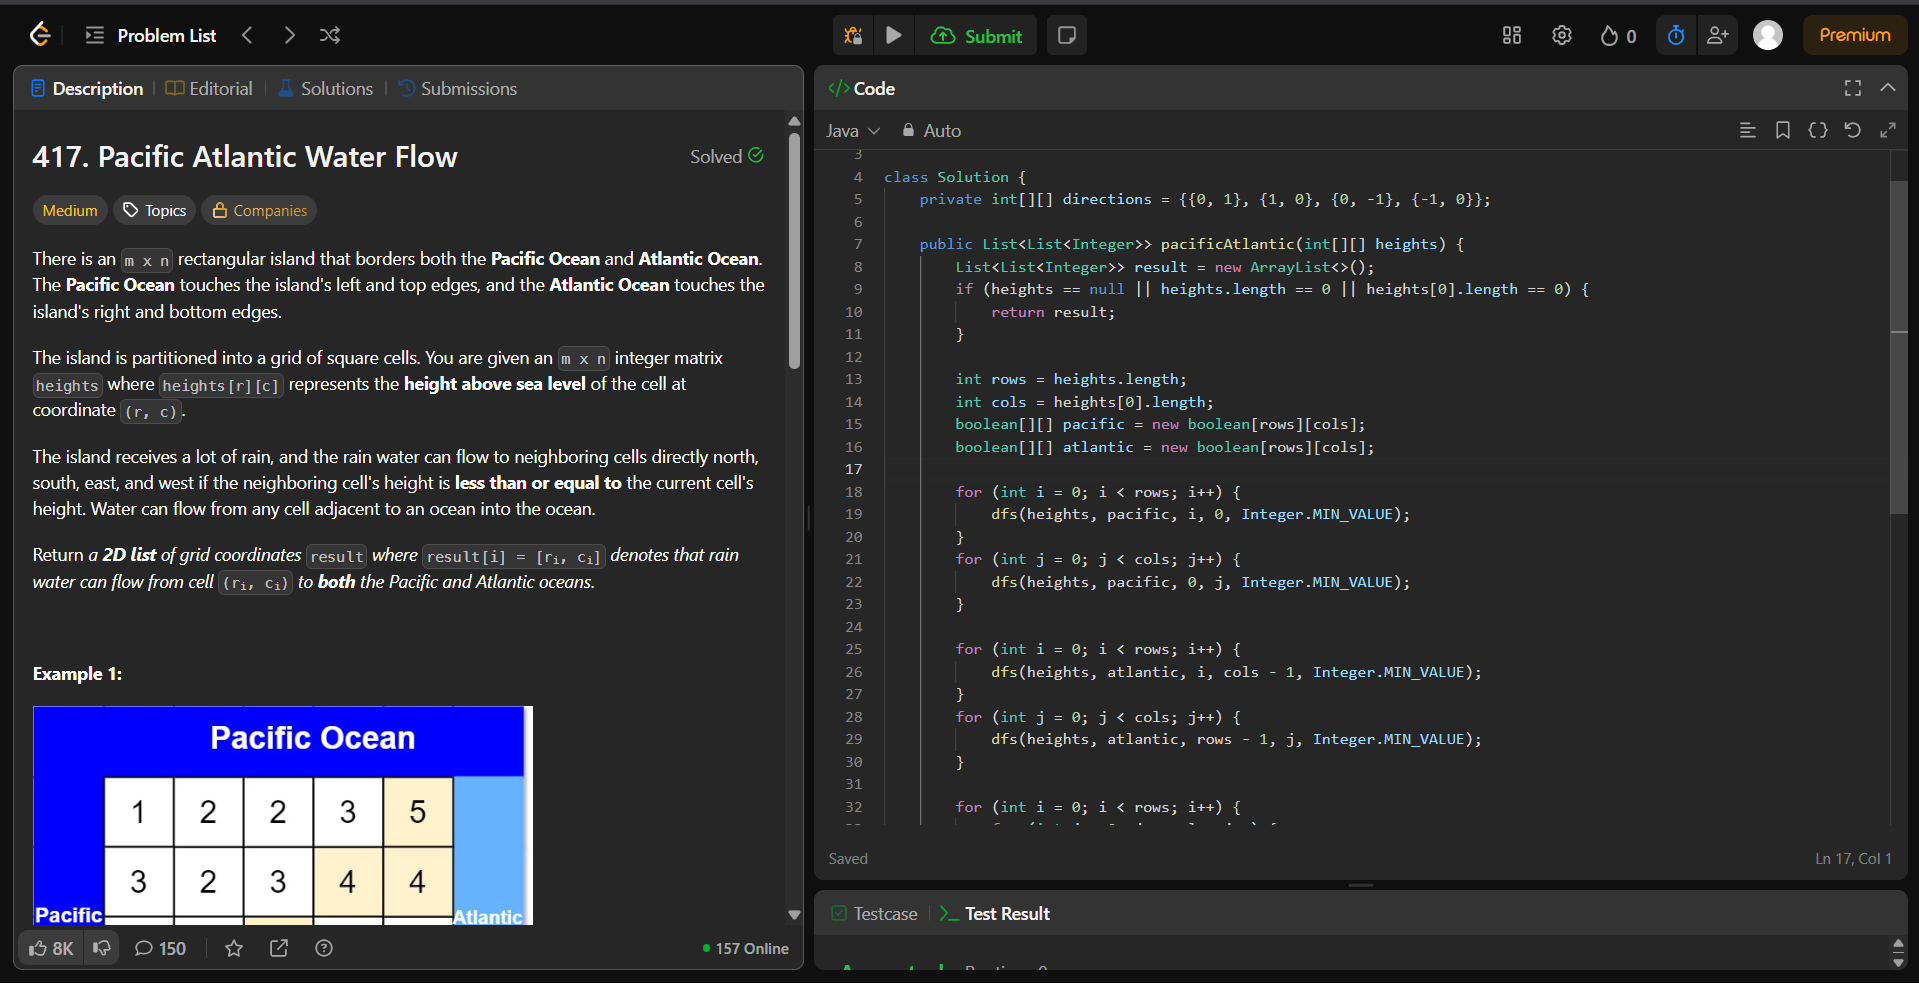 Problem List
Submit
0
Premium
Description
Editorial
Solutions
Submissions
417. Pacific Atlantic Water Flow
Solved
Medium
Topics
Companies
There is an m x n rectangular island that borders both the Pacific Ocean and Atlantic Ocean.
The Pacific Ocean touches the island's left and top edges, and the Atlantic Ocean touches the
island's right and bottom edges.
The island is partitioned into a grid of square cells. You are given an m x n integer matrix
heights where heights[r][c] represents the height above sea level of the cell at
coordinate (r, c).
The island receives a lot of rain, and the rain water can flow to neighboring cells directly north,
south, east, and west if the neighboring cell's height is less than or equal to the current cell's
height. Water can flow from any cell adjacent to an ocean into the ocean.
Return a 2D list of grid coordinates result where result[i] = [ri, ci] denotes that rain
water can flow from cell (ri, ci) to both the Pacific and Atlantic oceans.
Example 1:
Pacific Ocean
1 2 2 3 5
3 2 3 4 4
Pacific
Atlantic
8K
150
157 Online
</> Code
Java
Auto
3
4 class Solution {
5 private int[][] directions = {{0, 1}, {1, 0}, {0, -1}, {-1, 0}};
6
7 public List<List<Integer>> pacificAtlantic(int[][] heights) {
8 List<List<Integer>> result = new ArrayList<>();
9 if (heights == null || heights.length == 0 || heights[0].length == 0) {
10 return result;
11 }
12
13 int rows = heights.length;
14 int cols = heights[0].length;
15 boolean[][] pacific = new boolean[rows][cols];
16 boolean[][] atlantic = new boolean[rows][cols];
17
18 for (int i = 0; i < rows; i++) {
19 dfs(heights, pacific, i, 0, Integer.MIN_VALUE);
20 }
21 for (int j = 0; j < cols; j++) {
22 dfs(heights, pacific, 0, j, Integer.MIN_VALUE);
23 }
24
25 for (int i = 0; i < rows; i++) {
26 dfs(heights, atlantic, i, cols - 1, Integer.MIN_VALUE);
27 }
28 for (int j = 0; j < cols; j++) {
29 dfs(heights, atlantic, rows - 1, j, Integer.MIN_VALUE);
30 }
31
32 for (int i = 0; i < rows; i++) {
Saved
Ln 17, Col 1
Testcase
Test Result